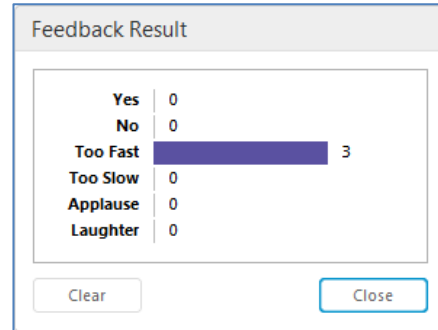 Feedback Result
Yes 0
No 0
Too Fast 3
Too Slow 0
Applause 0
Laughter 0
Clear Close